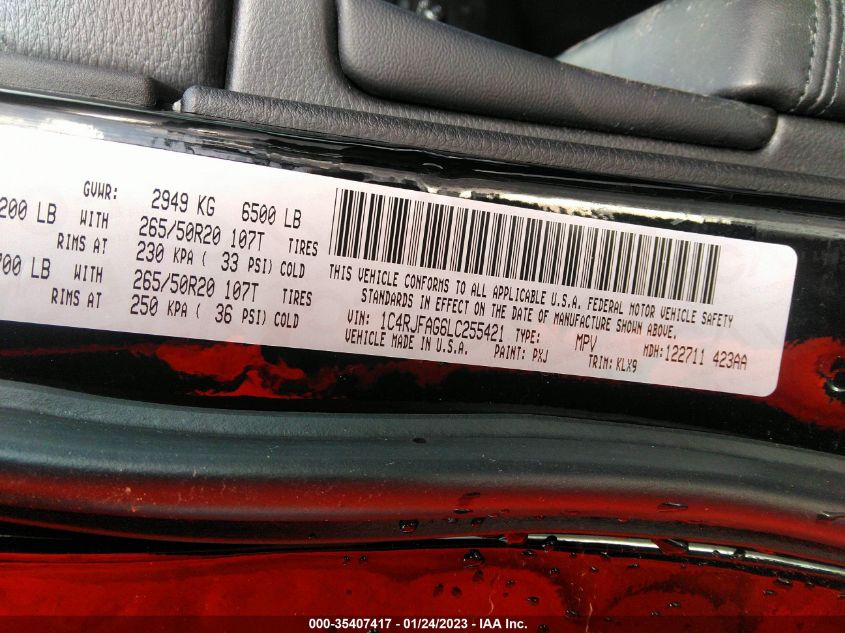 GVWR: 2949 KG 6500 LB
200 LB WITH 265/50R20 107T TIRES
RIMS AT 230 KPA ( 33 PSI) COLD
700 LB WITH 265/50R20 107T TIRES
RIMS AT 250 KPA ( 36 PSI) COLD
THIS VEHICLE CONFORMS TO ALL APPLICABLE U.S.A. FEDERAL MOTOR VEHICLE SAFETY
STANDARDS IN EFFECT ON THE DATE OF MANUFACTURE SHOWN ABOVE.
VIN: 1C4RJFAG6LC255421 TYPE: MPV MDH:122711 423AA
VEHICLE MADE IN U.S.A. PAINT: PXJ TRIM: KLX9
000-35407417 - 01/24/2023 - IAA Inc.